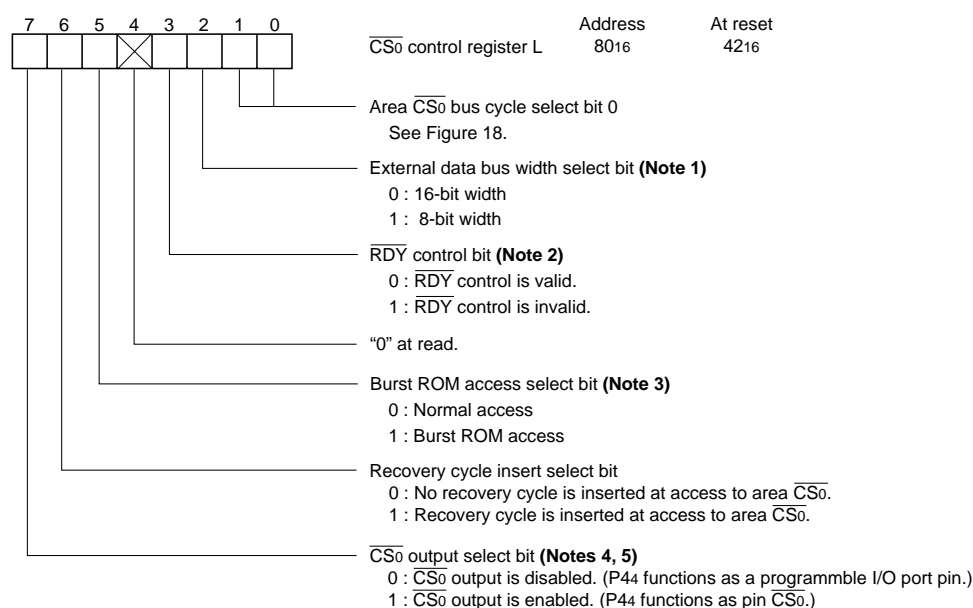 7 6 5 4 3 2 1 0
Address At reset
CS0 control register L 8016 4216
Area CS0 bus cycle select bit 0
See Figure 18.
External data bus width select bit (Note 1)
0 : 16-bit width
1 : 8-bit width
RDY control bit (Note 2)
0 : RDY control is valid.
1 : RDY control is invalid.
“0” at read.
Burst ROM access select bit (Note 3)
0 : Normal access
1 : Burst ROM access
Recovery cycle insert select bit
0 : No recovery cycle is inserted at access to area CS0.
1 : Recovery cycle is inserted at access to area CS0.
CS0 output select bit (Notes 4, 5)
0 : CS0 output is disabled. (P44 functions as a programmble I/O port pin.)
1 : CS0 output is enabled. (P44 functions as pin CS0.)